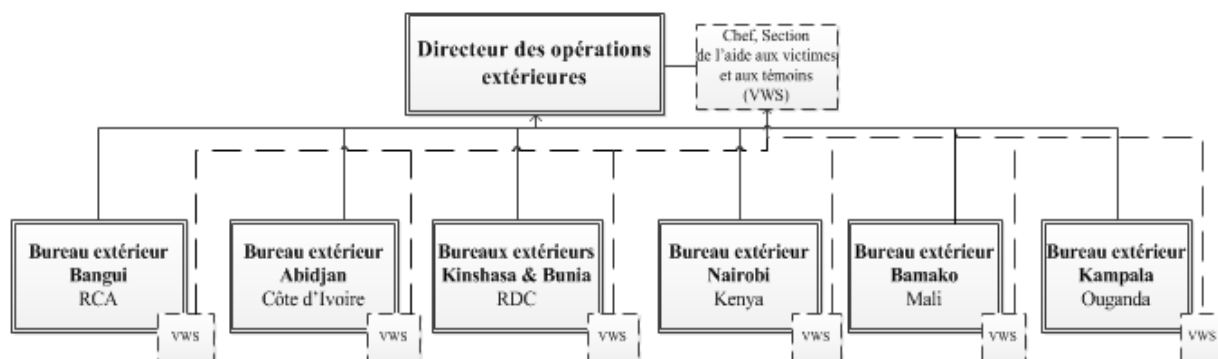 Directeur des opérations
extérieures
Chef, Section
de l'aide aux victimes
et aux témoins
(VWS)
Bureau extérieur
Bangui
RCA
VWS
Bureau extérieur
Abidjan
Côte d'Ivoire
VWS
Bureaux extérieurs
Kinshasa & Bunia
RDC
VWS
Bureau extérieur
Nairobi
Kenya
VWS
Bureau extérieur
Bamako
Mali
VWS
Bureau extérieur
Kampala
Ouganda
VWS